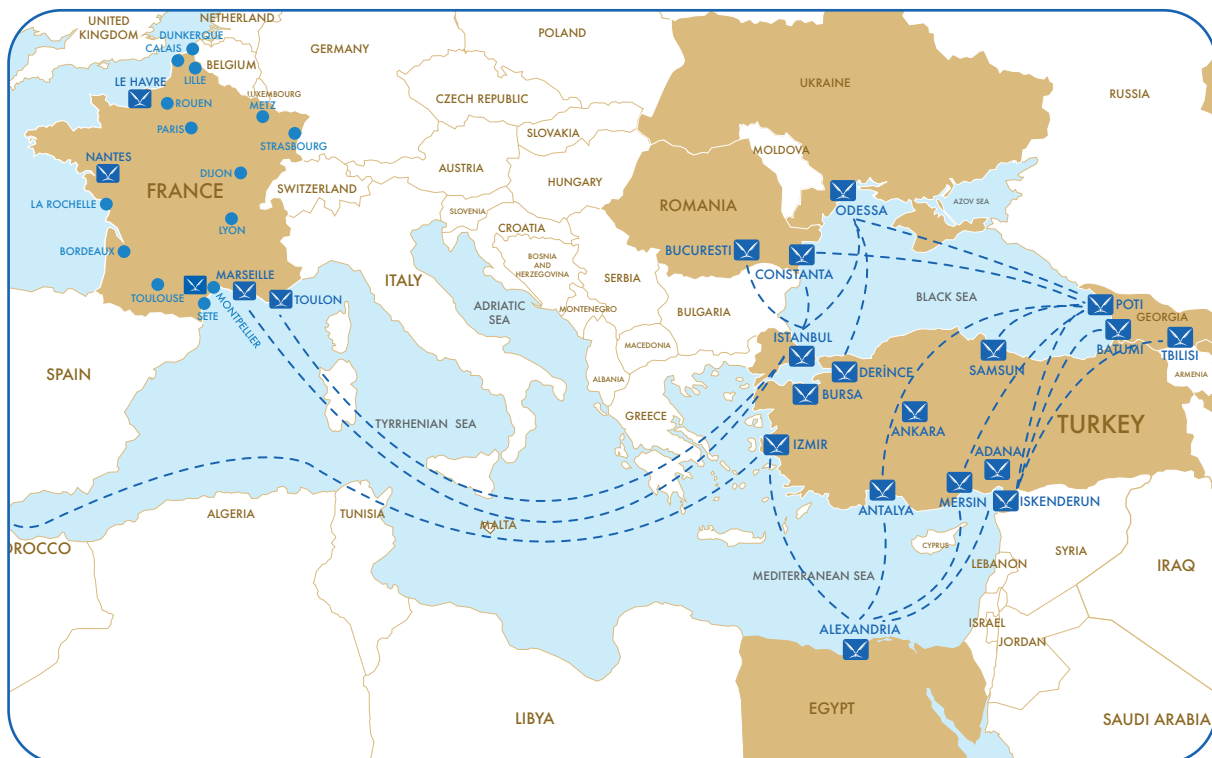 UNITED
KINGDOM
NETHERLAND
DUNKERQUE
CALAIS
BELGIUM
LILLE
GERMANY
POLAND
UKRAINE
RUSSIA
LE HAVRE
ROUEN
LUXEMBOURG
METZ
PARIS
STRASBOURG
CZECH REPUBLIC
SLOVAKIA
MOLDOVA
NANTES
DIJON
FRANCE
SWITZERLAND
AUSTRIA
HUNGARY
LA ROCHELLE
LYON
SLOVENIA
CROATIA
ROMANIA
ODESSA
AZOV SEA
BORDEAUX
BOSNIA
AND
HERZEGOVINA
SERBIA
BUCURESTI
CONSTANTA
TOULOUSE
SETE
MONTPELLIER
MARSEILLE
TOULON
ITALY
ADRIATIC
SEA
MONTENEGRO
BULGARIA
BLACK SEA
POTI
GEORGIA
BATUMI
TBILISI
ARMENIA
ISTANBUL
MACEDONIA
ALBANIA
DERİNCE
BURSA
SAMSUN
SPAIN
TYRRHENIAN SEA
GREECE
IZMIR
ANKARA
TURKEY
ADANA
ANTALYA
MERSIN
ISKENDERUN
ALGERIA
TUNISIA
MALTA
OROCCO
CYPRUS
LEBANON
SYRIA
IRAQ
MEDITERRANEAN SEA
ALEXANDRIA
ISRAEL
JORDAN
LIBYA
EGYPT
SAUDI ARABIA